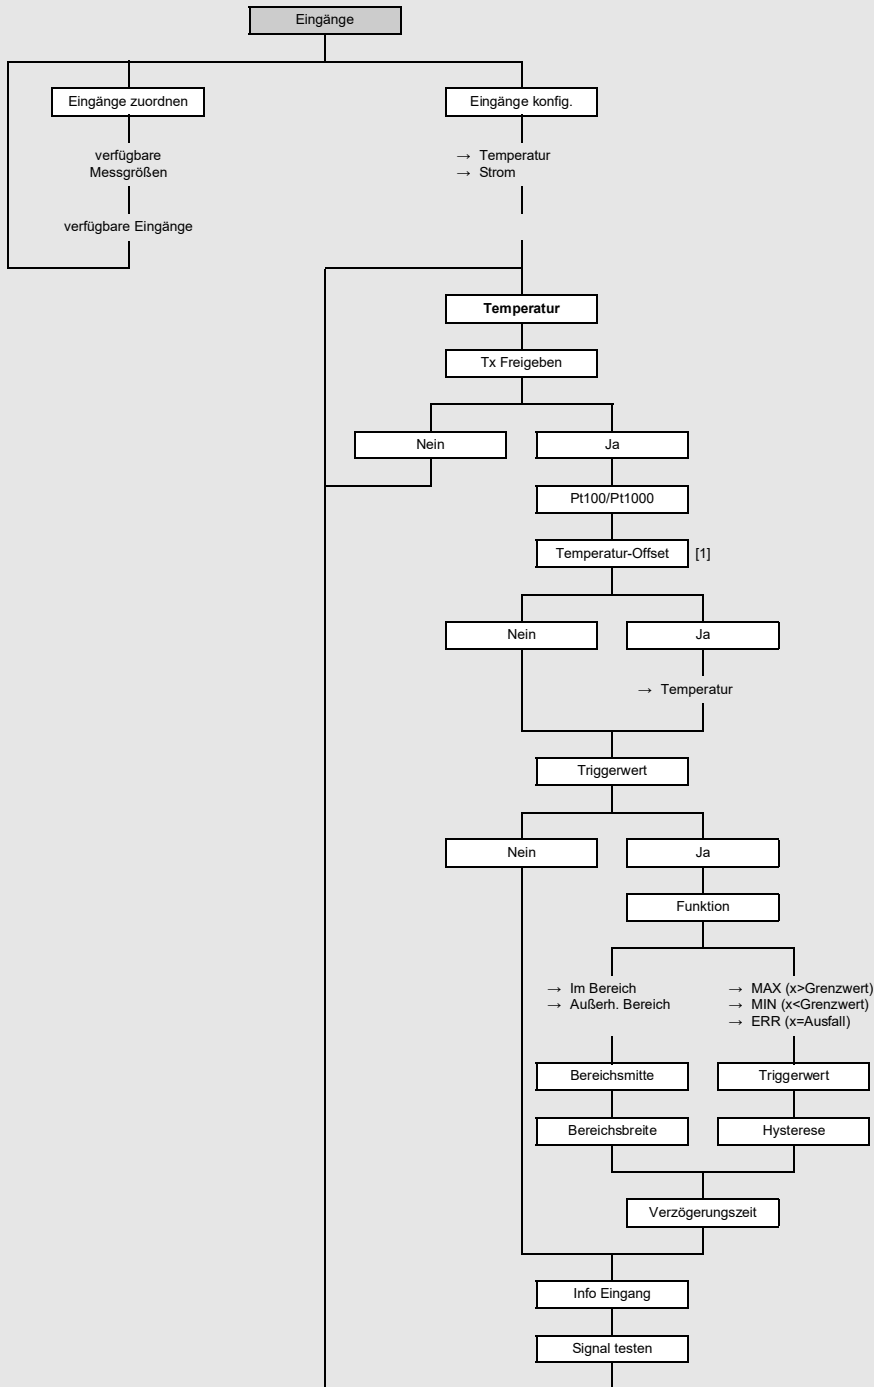 Eingänge
Eingänge zuordnen
Eingänge konfig.
verfügbare
Messgrößen
→ Temperatur
→ Strom
verfügbare Eingänge
Temperatur
Tx Freigeben
Nein
Ja
Pt100/Pt1000
Temperatur-Offset [1]
Nein
Ja
→ Temperatur
Triggerwert
Nein
Ja
Funktion
→ Im Bereich
→ Außerh. Bereich
→ MAX (x>Grenzwert)
→ MIN (x<Grenzwert)
→ ERR (x=Ausfall)
Bereichsmitte
Triggerwert
Bereichsbreite
Hysterese
Verzögerungszeit
Info Eingang
Signal testen